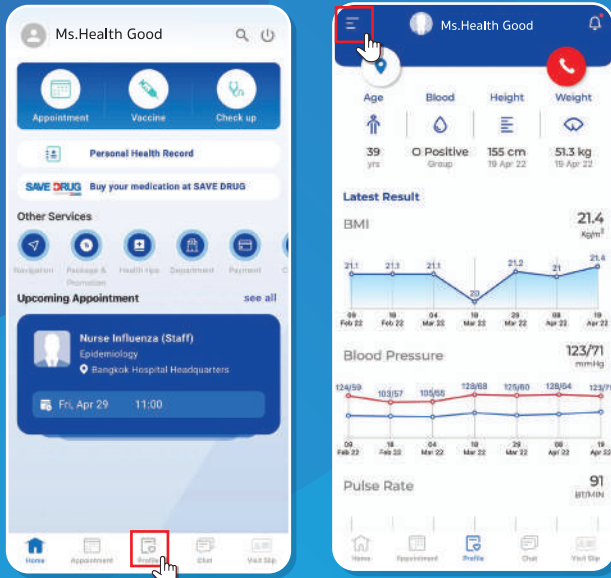 Ms.Health Good
Appointment Vaccine Check up
Personal Health Record
SAVE DRUG Buy your medication at SAVE DRUG
Other Services
Navigation Package & Promotion Health tips Department Payment
Upcoming Appointment see all
Nurse Influenza (Staff)
Epidemiology
Bangkok Hospital Headquarters
Fri, Apr 29 11:00
Home Appointment Profile Chat Visit Slip
Ms.Health Good
Age Blood Height Weight
39 O Positive 155 cm 51.3 kg
yrs Group 19 Apr 22 19 Apr 22
Latest Result
BMI 21.4
Kg/m²
21.1 21.1 21.1 20 21.2 21 21.4
09 18 04 10 29 08 19
Feb 22 Feb 22 Mar 22 Mar 22 Mar 22 Apr 22 Apr 22
Blood Pressure 123/71
mmHg
124/59 103/57 105/55 128/68 125/60 128/64 123/71
09 18 04 10 29 08 19
Feb 22 Feb 22 Mar 22 Mar 22 Mar 22 Apr 22 Apr 22
Pulse Rate 91
BT/MIN
Home Appointment Profile Chat Visit Slip